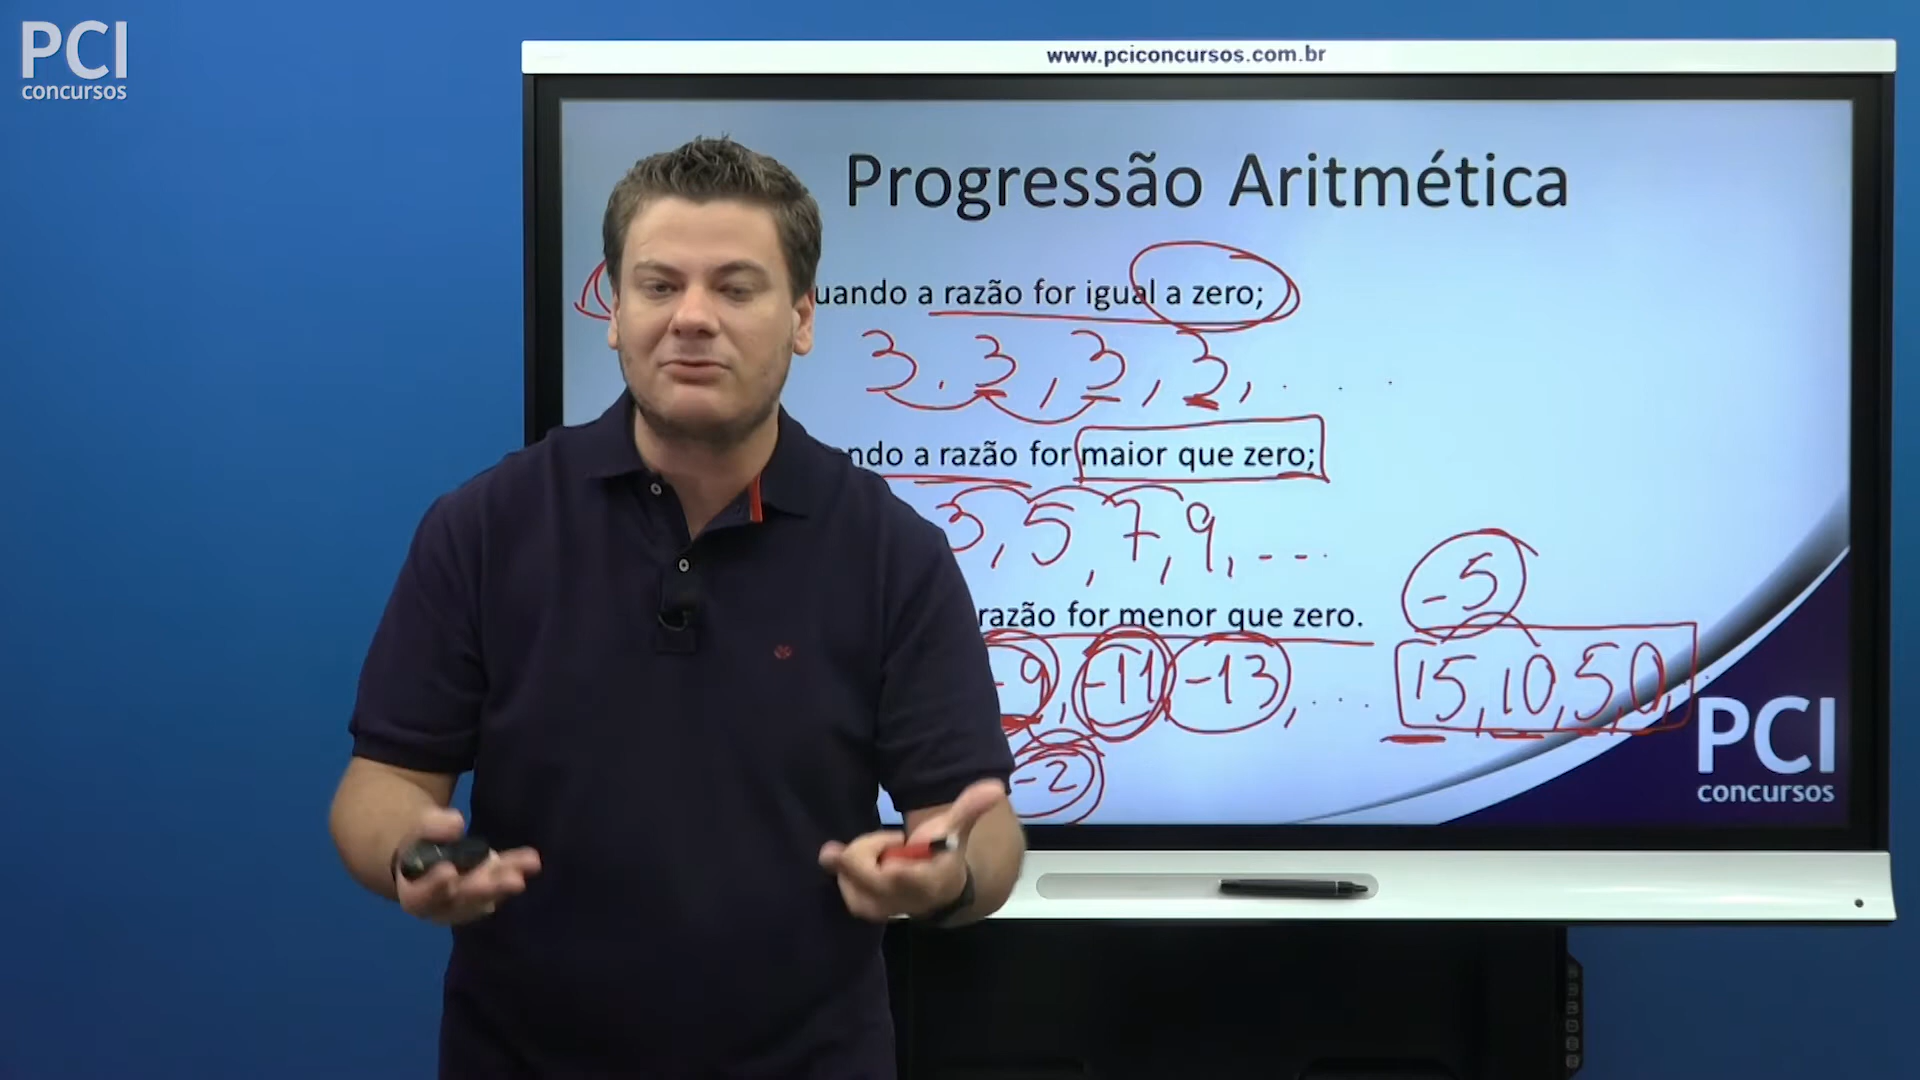 PCI
concursos
www.pciconcursos.com.br
Progressão Aritmética
uando a razão for igual a zero;
3, 3, 3, 3, . . .
ndo a razão for maior que zero;
3, 5, 7, 9, ...
razão for menor que zero.
-5
-9, -11, -13, ....
15, 10, 5, 0, ..
-2
PCI
concursos